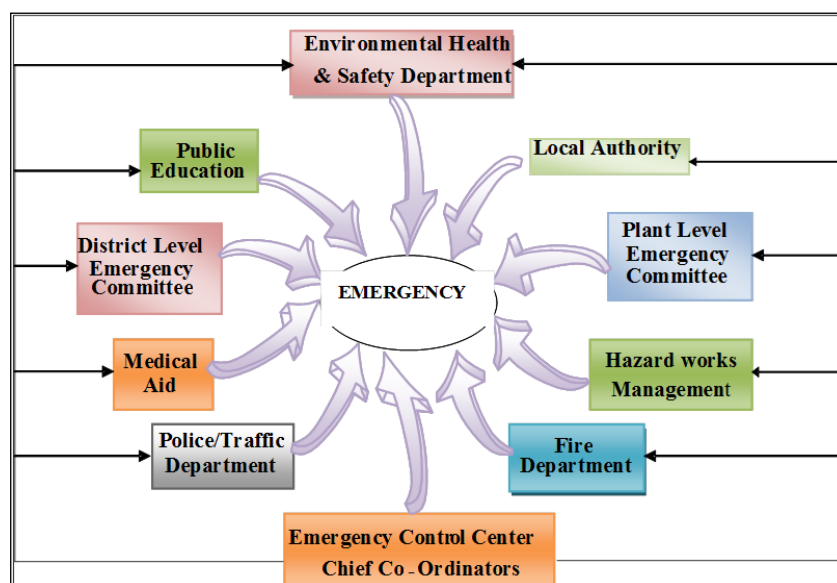 Environmental Health
& Safety Department
Public
Education
Local Authority
District Level
Emergency
Committee
Plant Level
Emergency
Committee
EMERGENCY
Medical
Aid
Hazard works
Management
Police/Traffic
Department
Fire
Department
Emergency Control Center
Chief Co - Ordinators